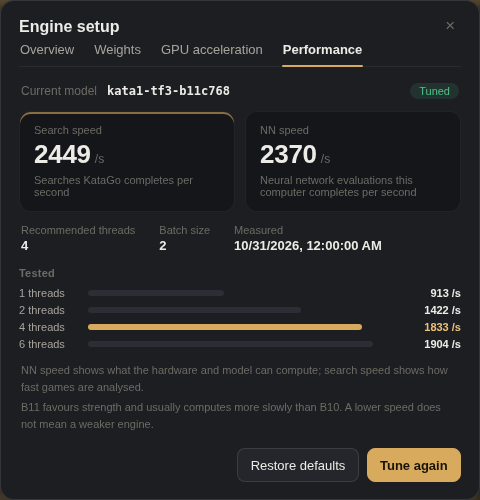 Engine setup
×
Overview Weights GPU acceleration Performance
Current model kata1-tf3-b11c768 Tuned
Search speed
2449 /s
Searches KataGo completes per
second
NN speed
2370 /s
Neural network evaluations this
computer completes per second
Recommended threads
4
Batch size
2
Measured
10/31/2026, 12:00:00 AM
Tested
1 threads 913 /s
2 threads 1422 /s
4 threads 1833 /s
6 threads 1904 /s
NN speed shows what the hardware and model can compute; search speed shows how
fast games are analysed.
B11 favours strength and usually computes more slowly than B10. A lower speed does
not mean a weaker engine.
Restore defaults Tune again